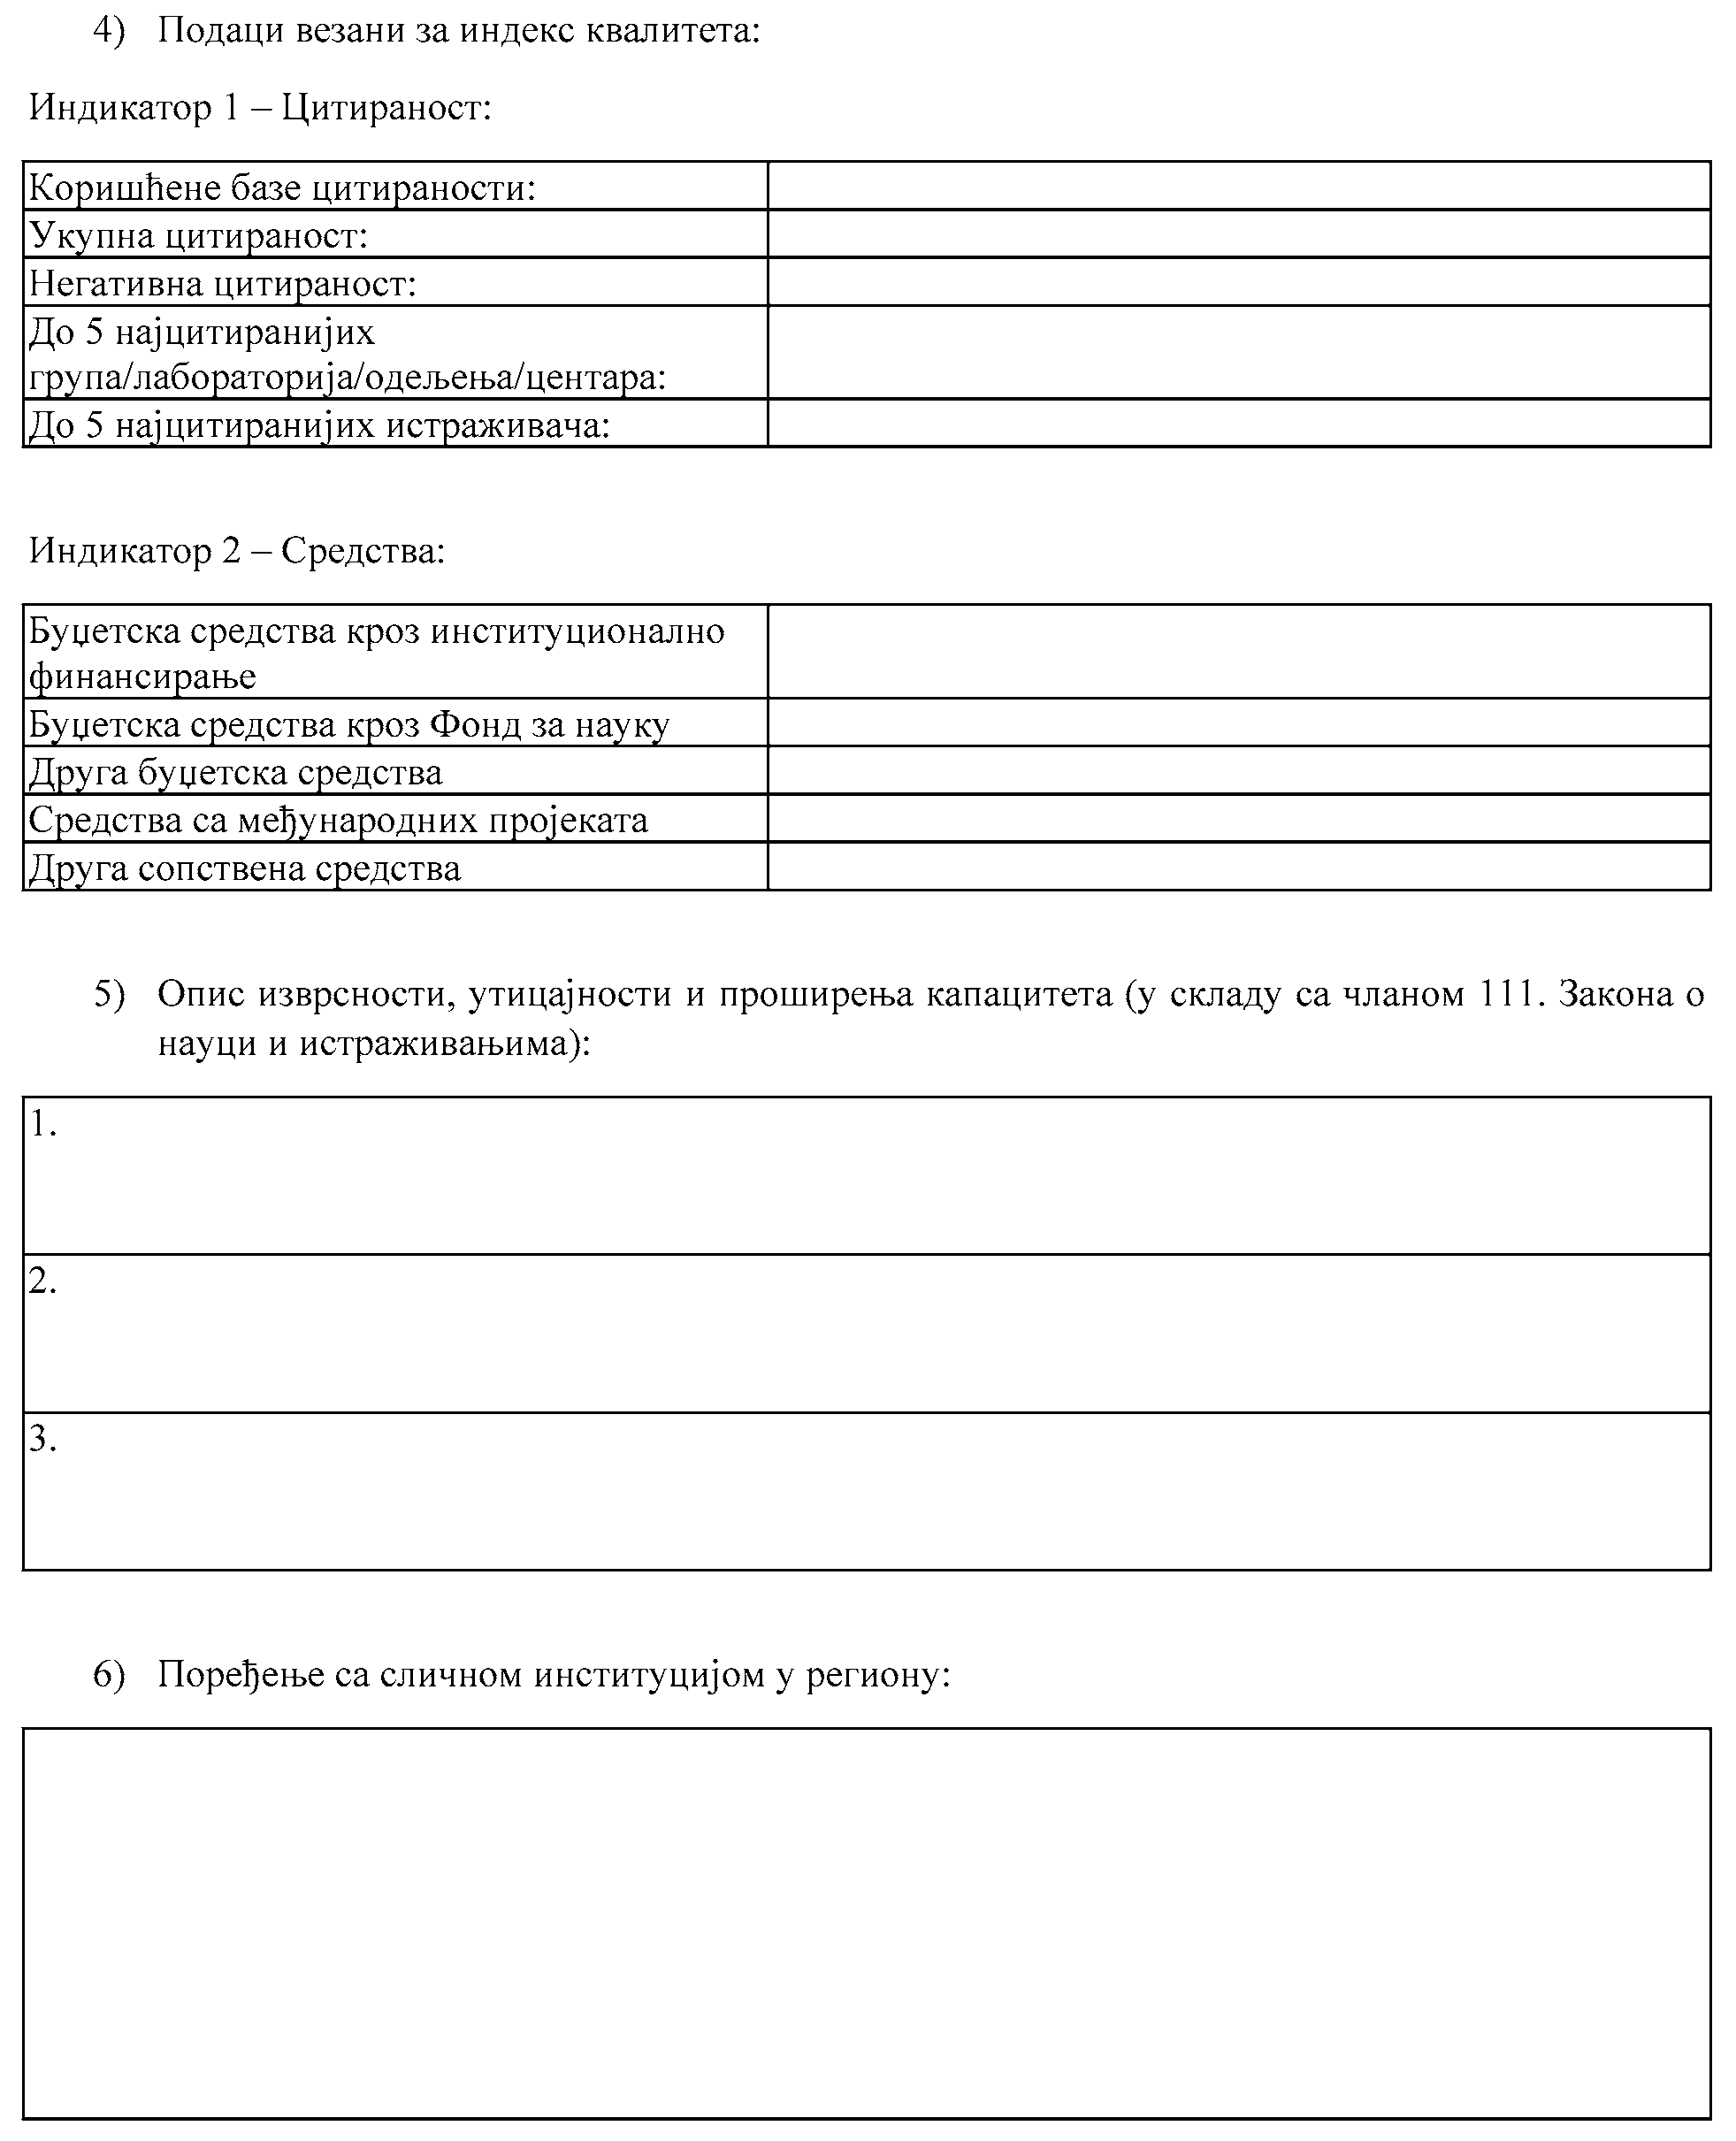 4) Подаци везани за индекс квалитета:
Индикатор 1 – Цитираност:
Коришћене базе цитираности:
Укупна цитираност:
Негативна цитираност:
До 5 најцитиранијих
група/лабораторија/одељења/центара:
До 5 најцитиранијих истраживача:
Индикатор 2 – Средства:
Буџетска средства кроз институционално
финансирање
Буџетска средства кроз Фонд за науку
Друга буџетска средства
Средства са међународних пројеката
Друга сопствена средства
5) Опис изврсности, утицајности и проширења капацитета (у складу са чланом 111. Закона о
науци и истраживањима):
1.
2.
3.
6) Поређење са сличном институцијом у региону: